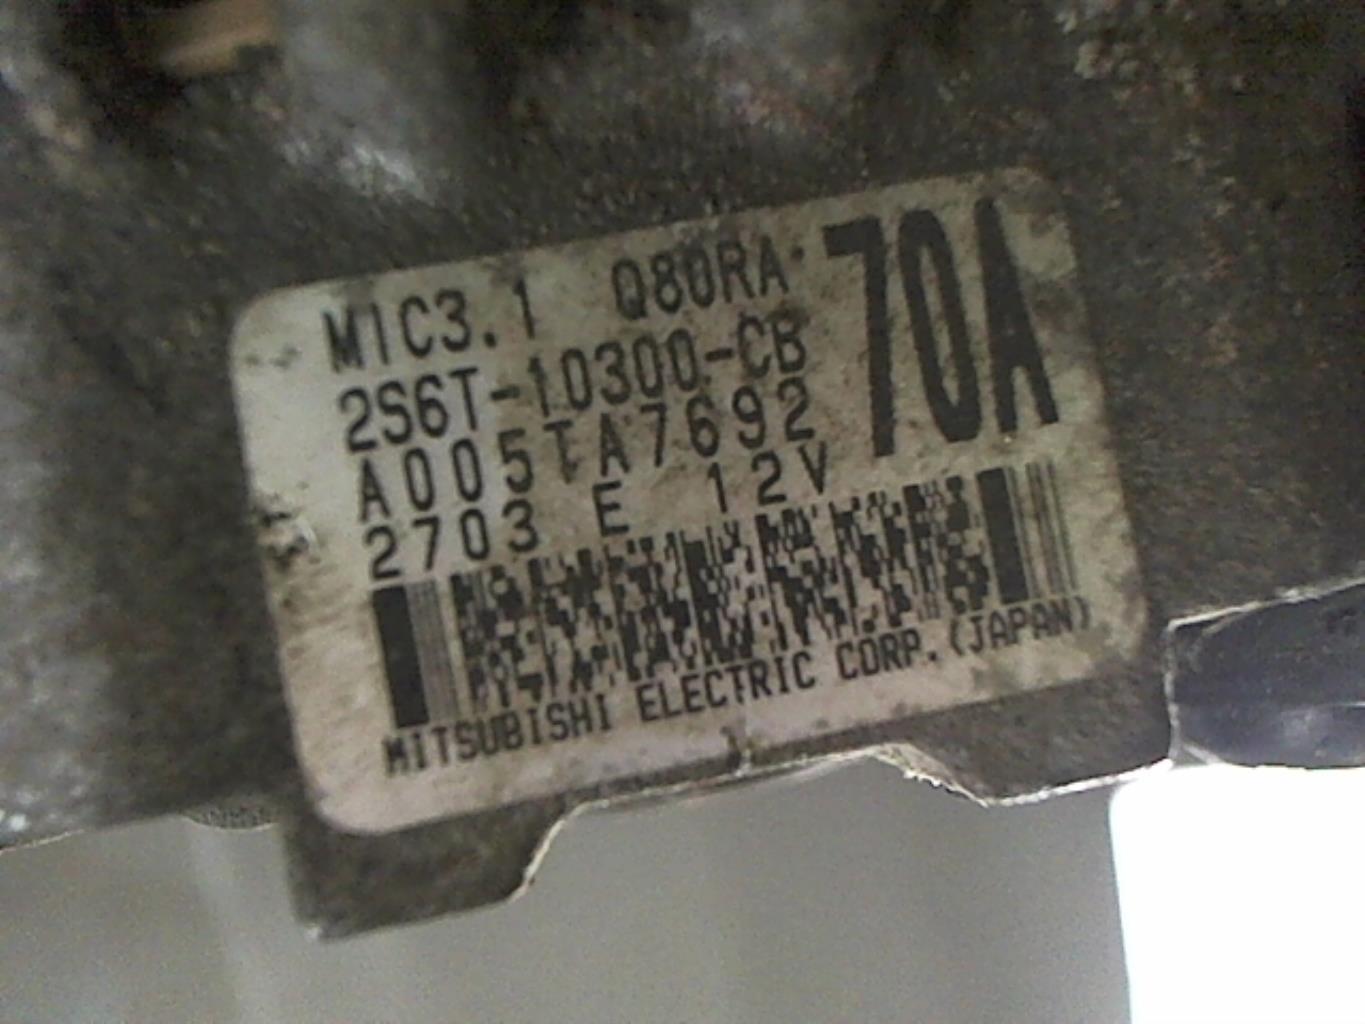 MIC3.1 Q80RA 70A
2S6T-10300-CB
A005TA7692
2703 E 12V
MITSUBISHI ELECTRIC CORP.(JAPAN)